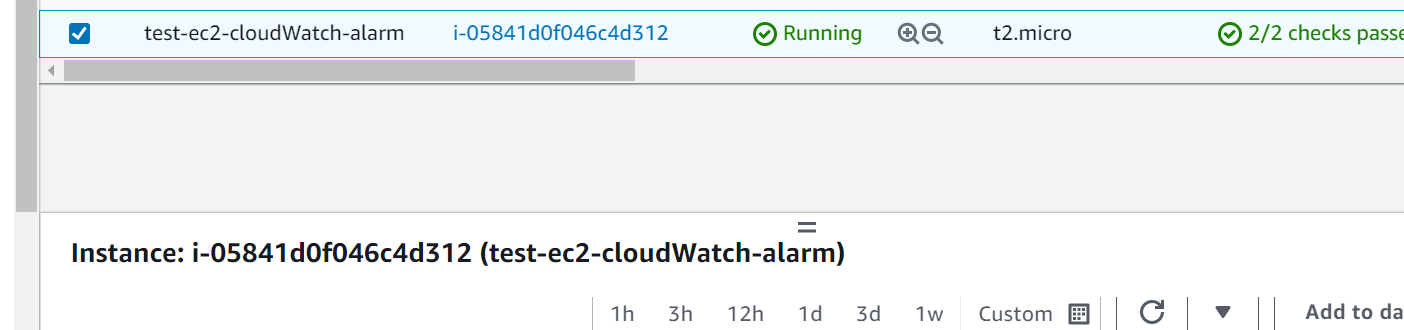 test-ec2-cloudWatch-alarm i-05841d0f046c4d312 Running t2.micro 2/2 checks passe
Instance: i-05841d0f046c4d312 (test-ec2-cloudWatch-alarm)
1h 3h 12h 1d 3d 1w Custom Add to da